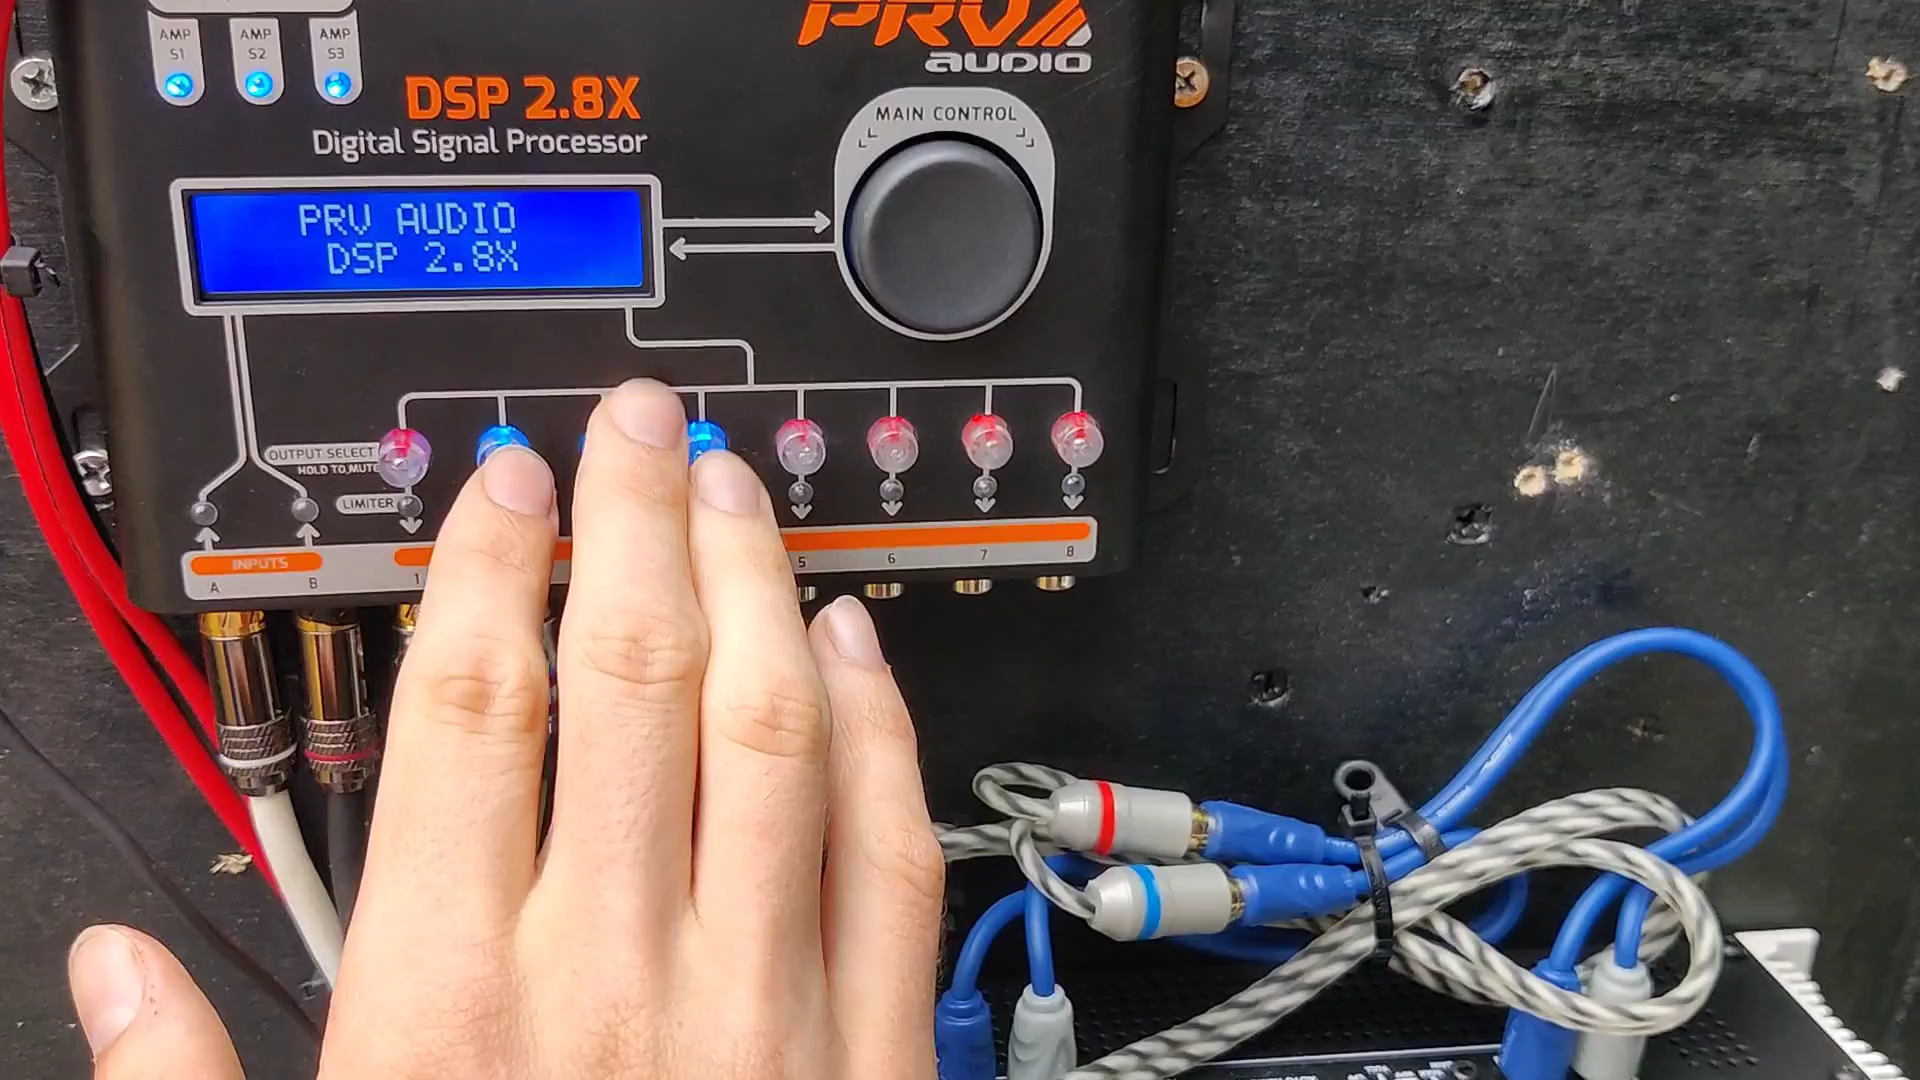 AMP S1
AMP S2
AMP S3
PRV
AUDIO
DSP 2.8X
Digital Signal Processor
MAIN CONTROL
PRV AUDIO
DSP 2.8X
OUTPUT SELECT
HOLD TO MUTE
LIMITER
INPUTS
A B 1 5 6 7 8